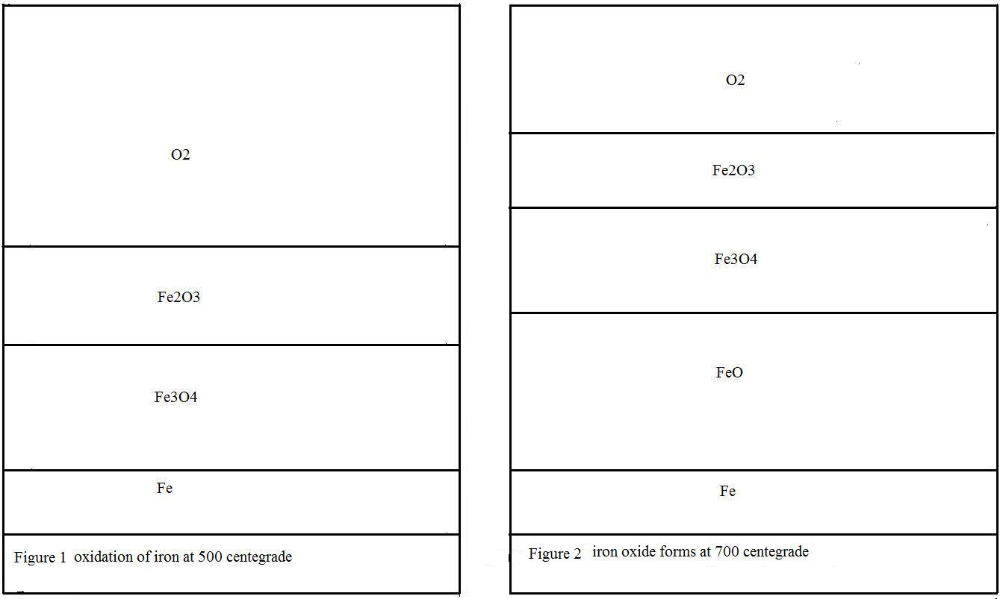 O2
Fe2O3
Fe3O4
Fe
Figure 1 oxidation of iron at 500 centegrade
O2
Fe2O3
Fe3O4
FeO
Fe
Figure 2 iron oxide forms at 700 centegrade